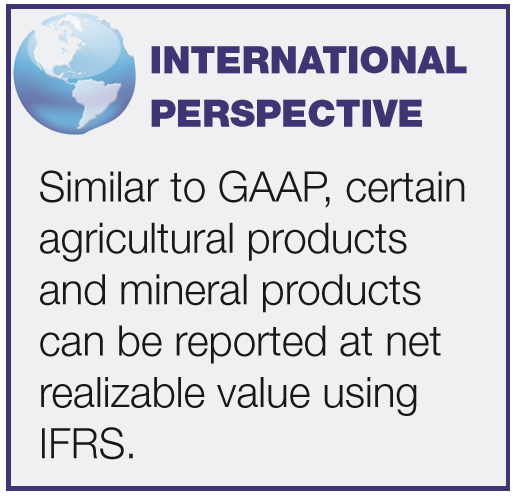 INTERNATIONAL
PERSPECTIVE
Similar to GAAP, certain
agricultural products
and mineral products
can be reported at net
realizable value using
IFRS.